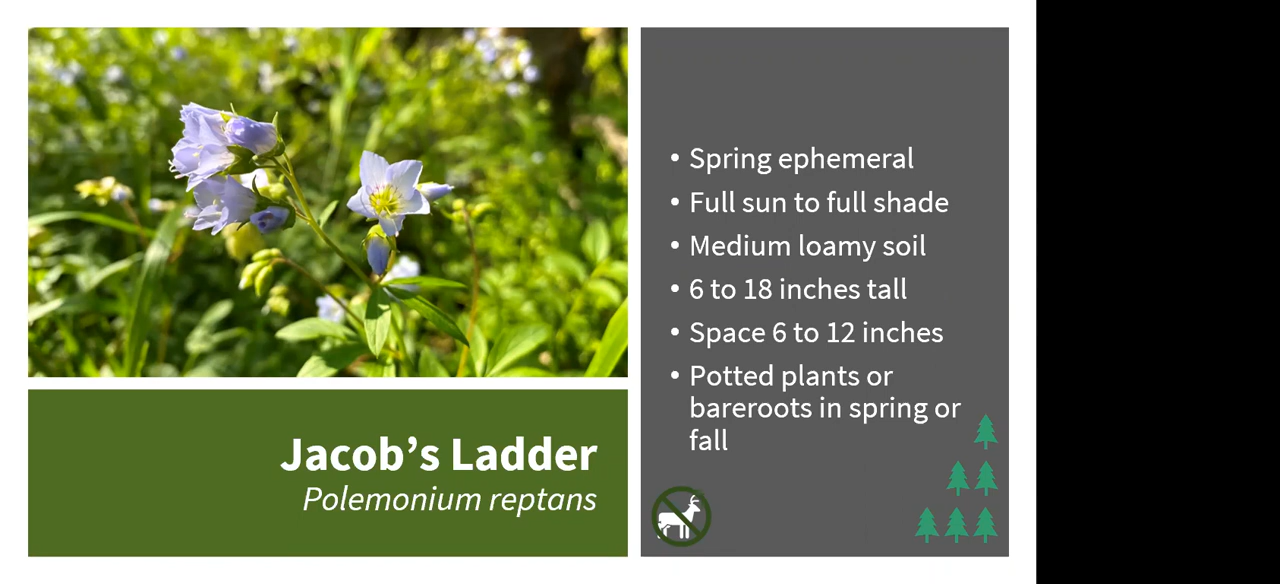 Spring ephemeral
Full sun to full shade
Medium loamy soil
6 to 18 inches tall
Space 6 to 12 inches
Potted plants or
bareroots in spring or
fall
Jacob’s Ladder
Polemonium reptans